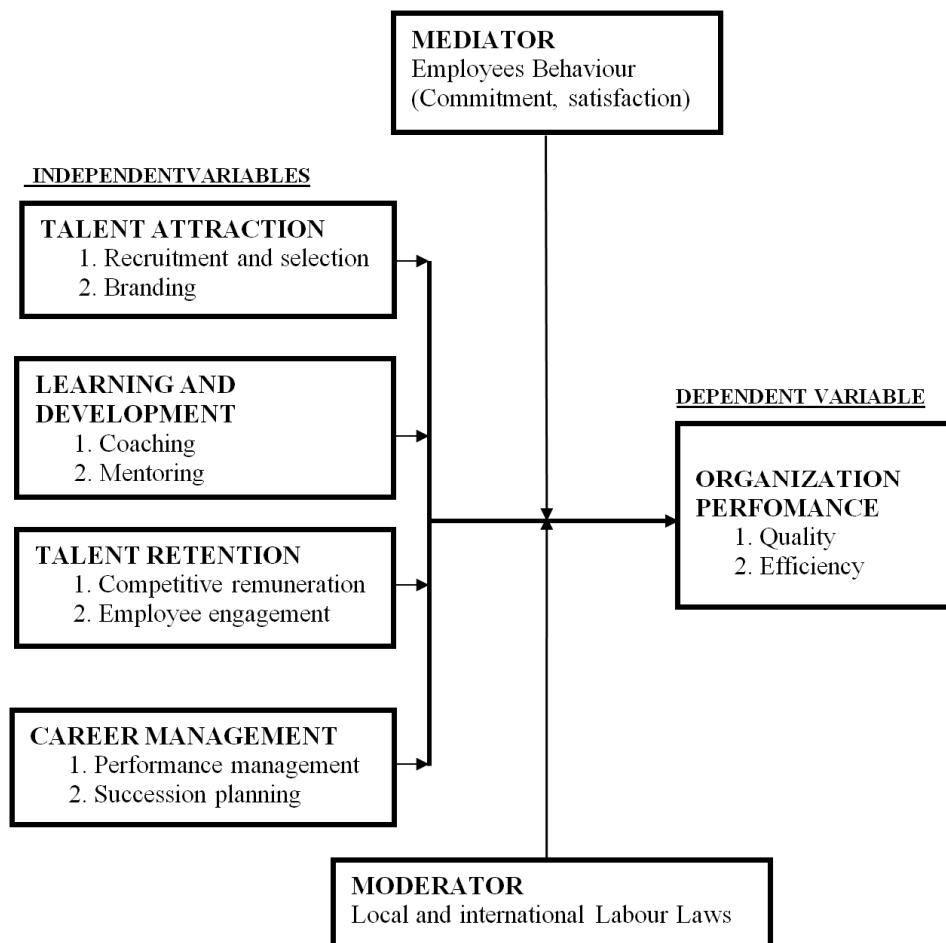 MEDIATOR
Employees Behaviour
(Commitment, satisfaction)
INDEPENDENTVARIABLES
TALENT ATTRACTION
1. Recruitment and selection
2. Branding
LEARNING AND
DEVELOPMENT
1. Coaching
2. Mentoring
TALENT RETENTION
1. Competitive remuneration
2. Employee engagement
CAREER MANAGEMENT
1. Performance management
2. Succession planning
DEPENDENT VARIABLE
ORGANIZATION
PERFOMANCE
1. Quality
2. Efficiency
MODERATOR
Local and international Labour Laws